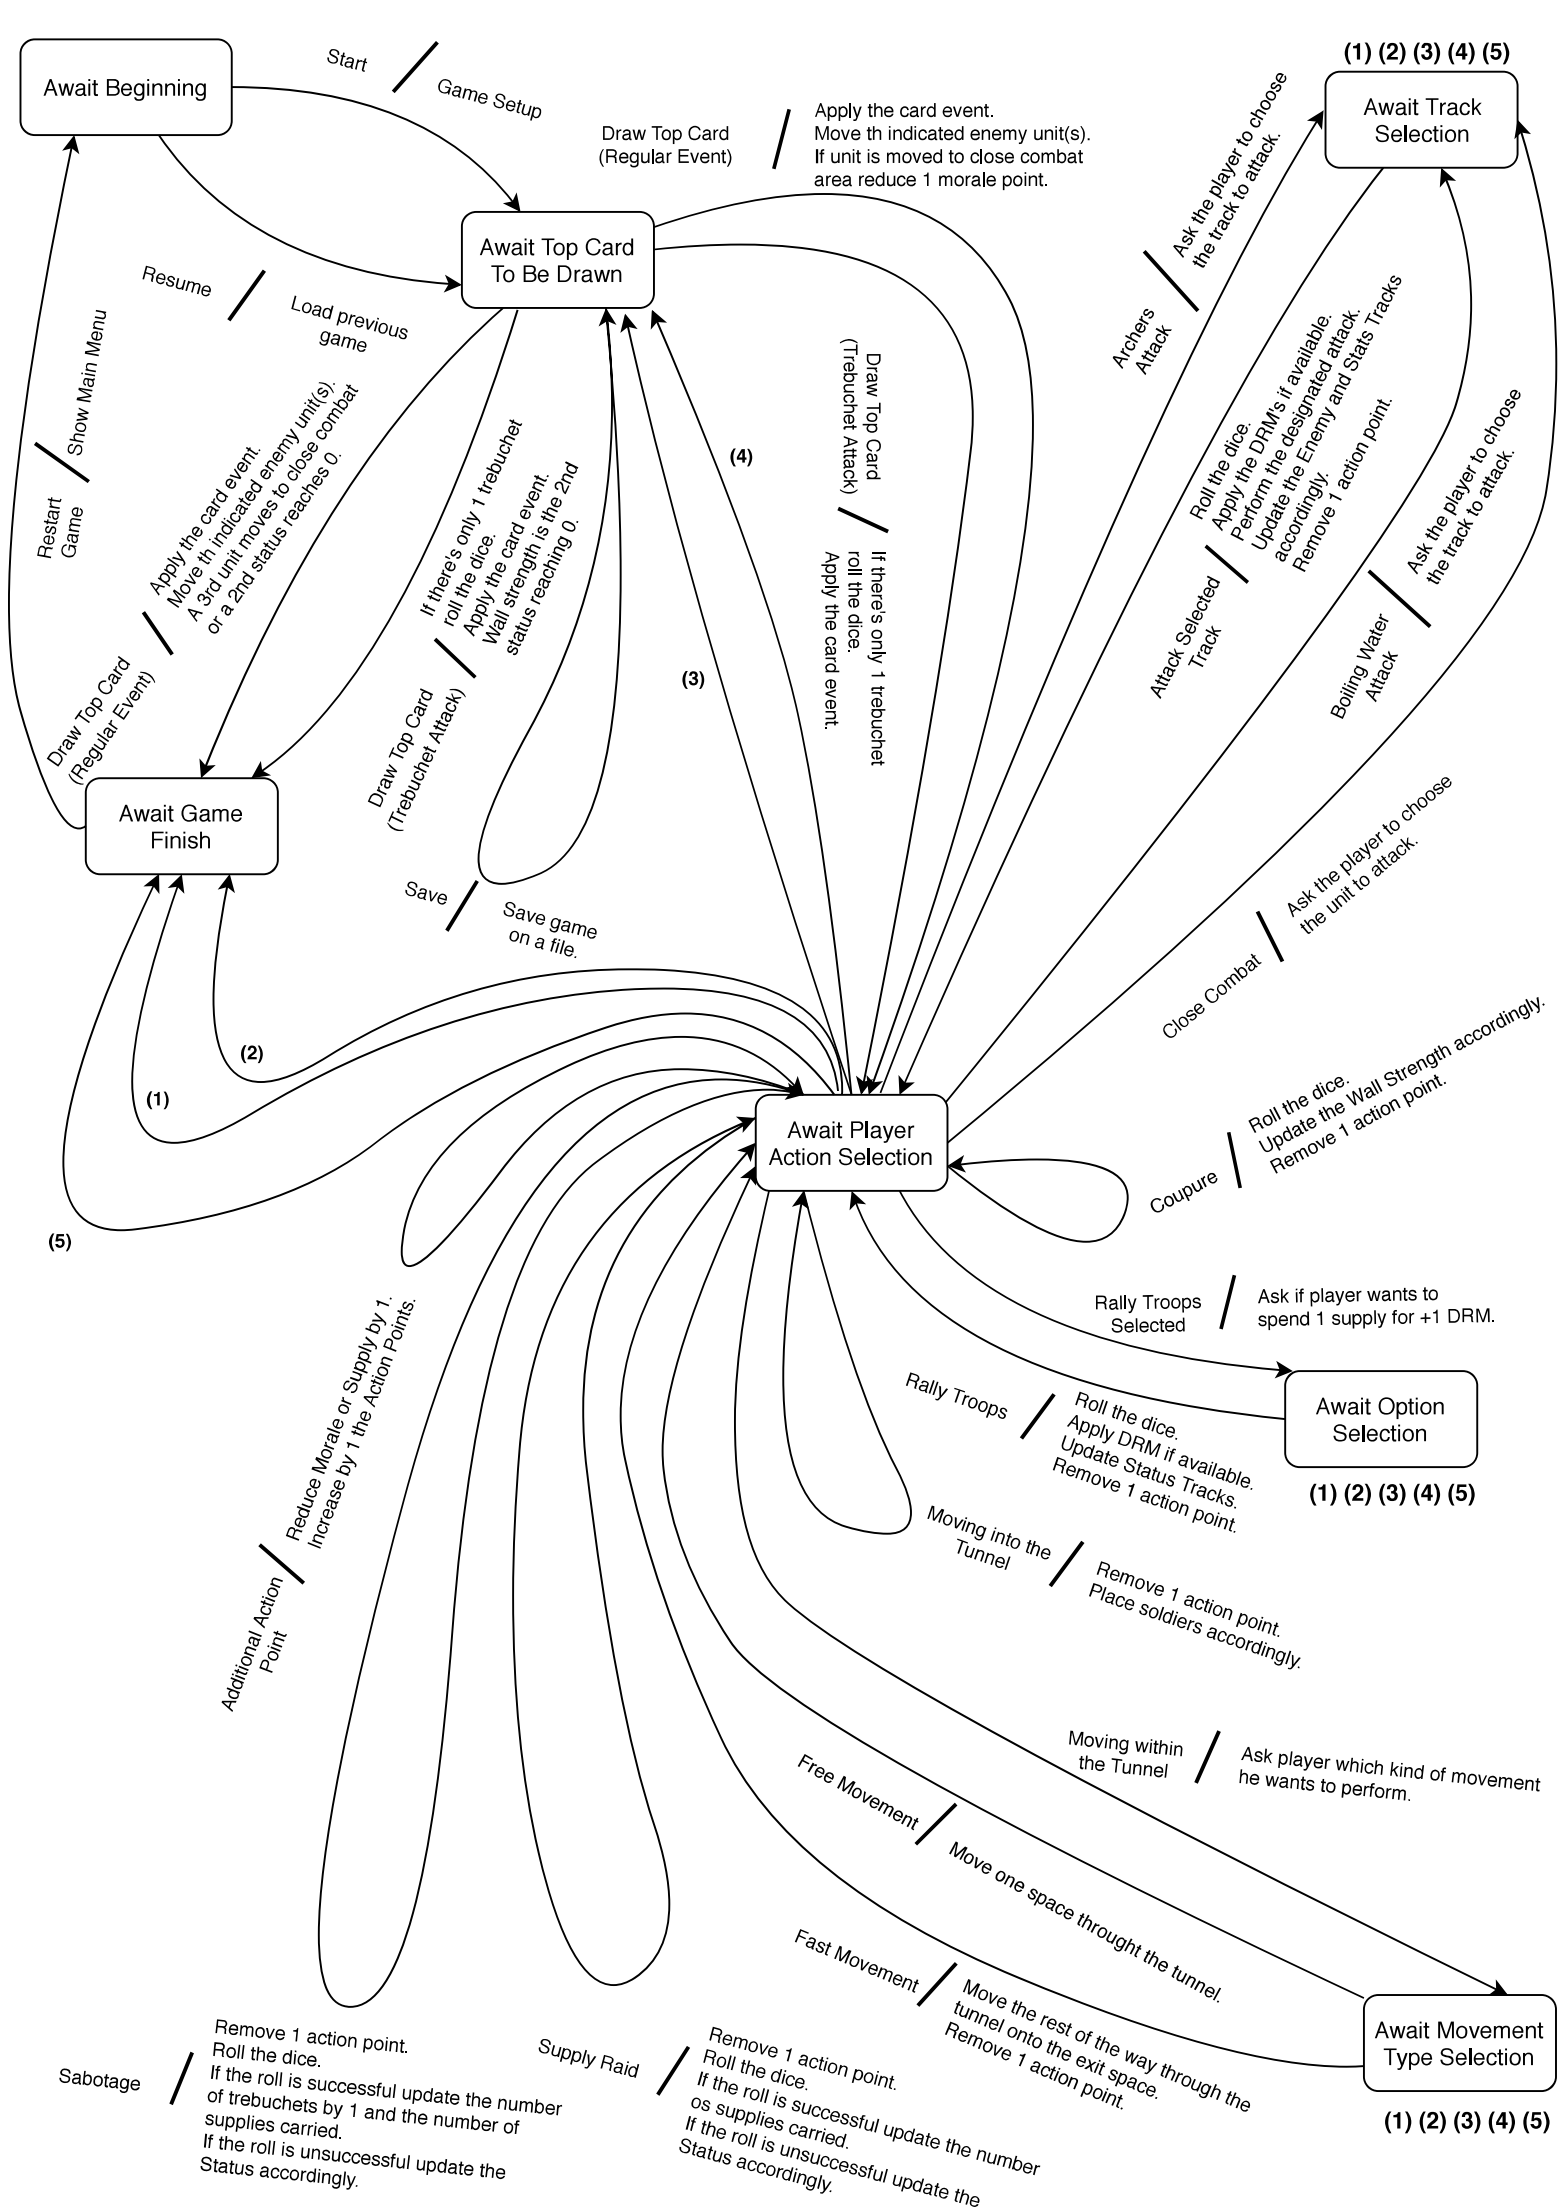 Await Beginning
Start
Game Setup
Draw Top Card
(Regular Event)
Apply the card event.
Move th indicated enemy unit(s).
If unit is moved to close combat
area reduce 1 morale point.
(1) (2) (3) (4) (5)
Await Track
Selection
Await Top Card
To Be Drawn
Resume
Load previous
game
Restart
Game
Show Main Menu
Draw Top Card
(Regular Event)
Apply the card event.
Move th indicated enemy unit(s).
A 3rd unit moves to close combat
or a 2nd status reaches 0.
Draw Top Card
(Trebuchet Attack)
If there's only 1 trebuchet
roll the dice.
Apply the card event.
Wall strength is the 2nd
status reaching 0.
(4)
(3)
Draw Top Card
(Trebuchet Attack)
If there's only 1 trebuchet
roll the dice.
Apply the card event.
Archers
Attack
Ask the player to choose
the track to attack.
Attack Selected
Track
Roll the dice.
Apply the DRM's if available.
Perform the designated attack.
Update the Enemy and Stats Tracks
accordingly.
Remove 1 action point.
Boiling Water
Attack
Ask the player to choose
the track to attack.
Close Combat
Ask the player to choose
the unit to attack.
Await Game
Finish
Save
Save game
on a file.
(2)
(1)
(5)
Await Player
Action Selection
Coupure
Roll the dice.
Update the Wall Strength accordingly.
Remove 1 action point.
Rally Troops
Selected
Ask if player wants to
spend 1 supply for +1 DRM.
Await Option
Selection
(1) (2) (3) (4) (5)
Rally Troops
Roll the dice.
Apply DRM if available.
Update Status Tracks.
Remove 1 action point.
Moving into the
Tunnel
Remove 1 action point.
Place soldiers accordingly.
Additional Action
Point
Reduce Morale or Supply by 1.
Increase by 1 the Action Points.
Moving within
the Tunnel
Ask player which kind of movement
he wants to perform.
Free Movement
Move one space throught the tunnel.
Fast Movement
Move the rest of the way through the
tunnel onto the exit space.
Remove 1 action point.
Await Movement
Type Selection
(1) (2) (3) (4) (5)
Sabotage
Remove 1 action point.
Roll the dice.
If the roll is successful update the number
of trebuchets by 1 and the number of
supplies carried.
If the roll is unsuccessful update the
Status accordingly.
Supply Raid
Remove 1 action point.
Roll the dice.
If the roll is successful update the number
os supplies carried.
If the roll is unsuccessful update the
Status accordingly.